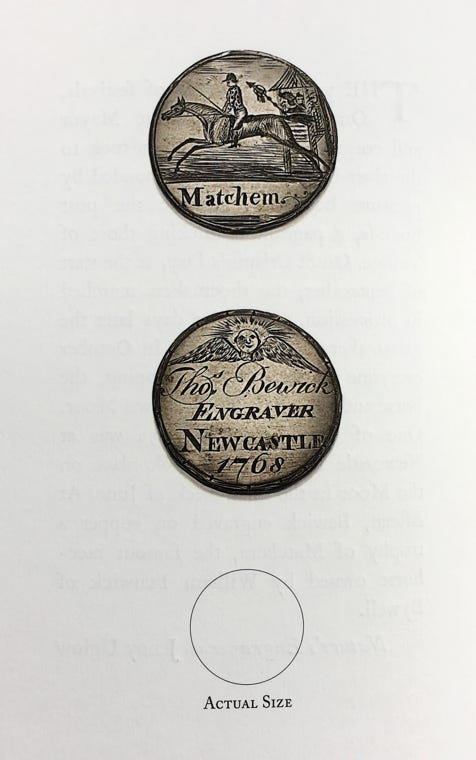 Matchem
Thos Bewick
ENGRAVER
NEWCASTLE
1768
ACTUAL SIZE